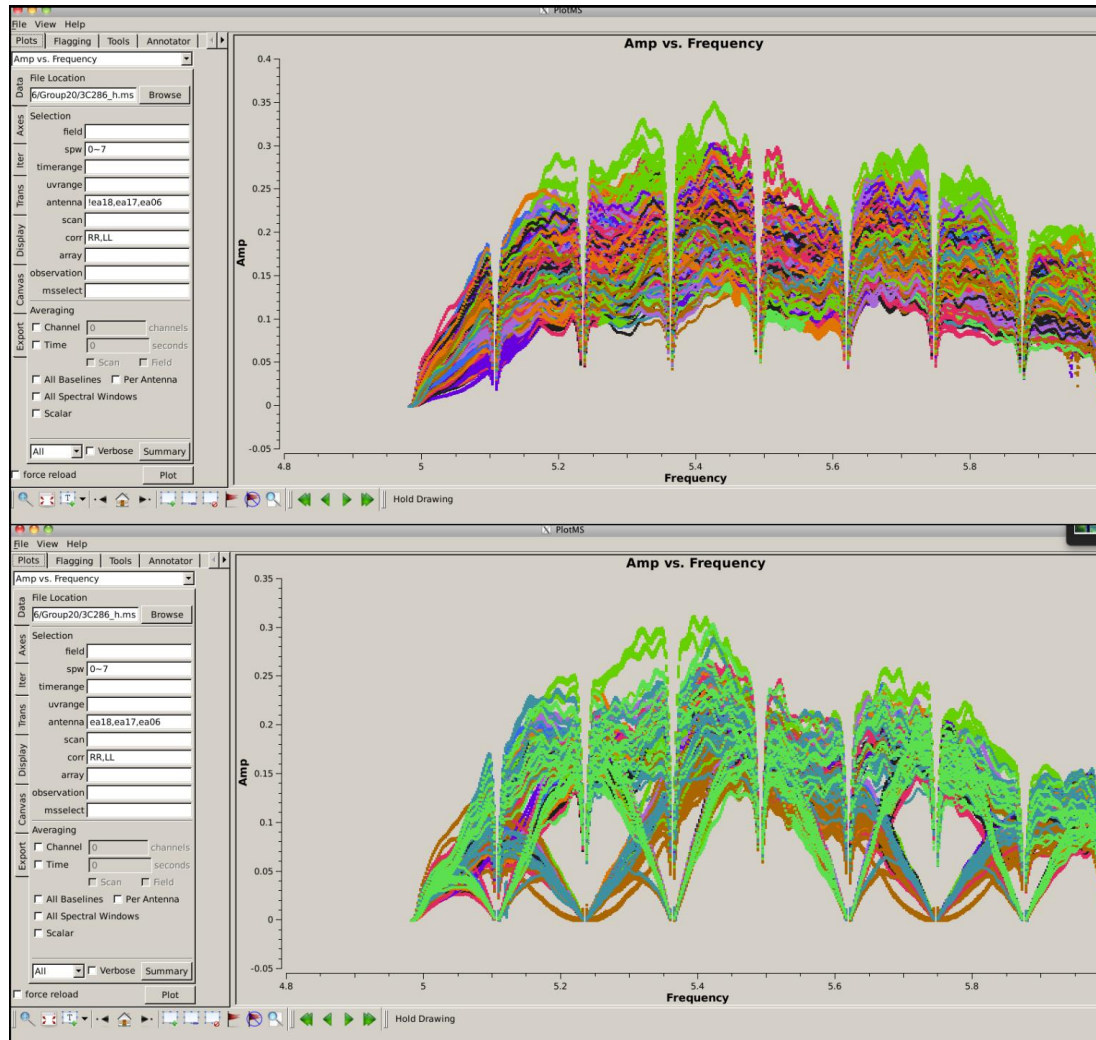 PlotMS
File View Help
Plots Flagging Tools Annotator
Amp vs. Frequency
Data
Axes
Iter
Trans
Display
Canvas
Export
File Location
6/Group20/3C286_h.ms Browse
Selection
field
spw 0~7
timerange
uvrange
antenna !ea18,ea17,ea06
scan
corr RR,LL
array
observation
msselect
Averaging
Channel 0 channels
Time 0 seconds
Scan Field
All Baselines Per Antenna
All Spectral Windows
Scalar
All Verbose Summary
force reload Plot
Hold Drawing
Amp vs. Frequency
Amp
0.4
0.35
0.3
0.25
0.2
0.15
0.1
0.05
0
-0.05
4.8 5 5.2 5.4 5.6 5.8
Frequency
PlotMS
File View Help
Plots Flagging Tools Annotator
Amp vs. Frequency
Data
Axes
Iter
Trans
Display
Canvas
Export
File Location
6/Group20/3C286_h.ms Browse
Selection
field
spw 0~7
timerange
uvrange
antenna ea18,ea17,ea06
scan
corr RR,LL
array
observation
msselect
Averaging
Channel 0 channels
Time 0 seconds
Scan Field
All Baselines Per Antenna
All Spectral Windows
Scalar
All Verbose Summary
force reload Plot
Hold Drawing
Amp vs. Frequency
Amp
0.35
0.3
0.25
0.2
0.15
0.1
0.05
0
-0.05
4.8 5 5.2 5.4 5.6 5.8
Frequency